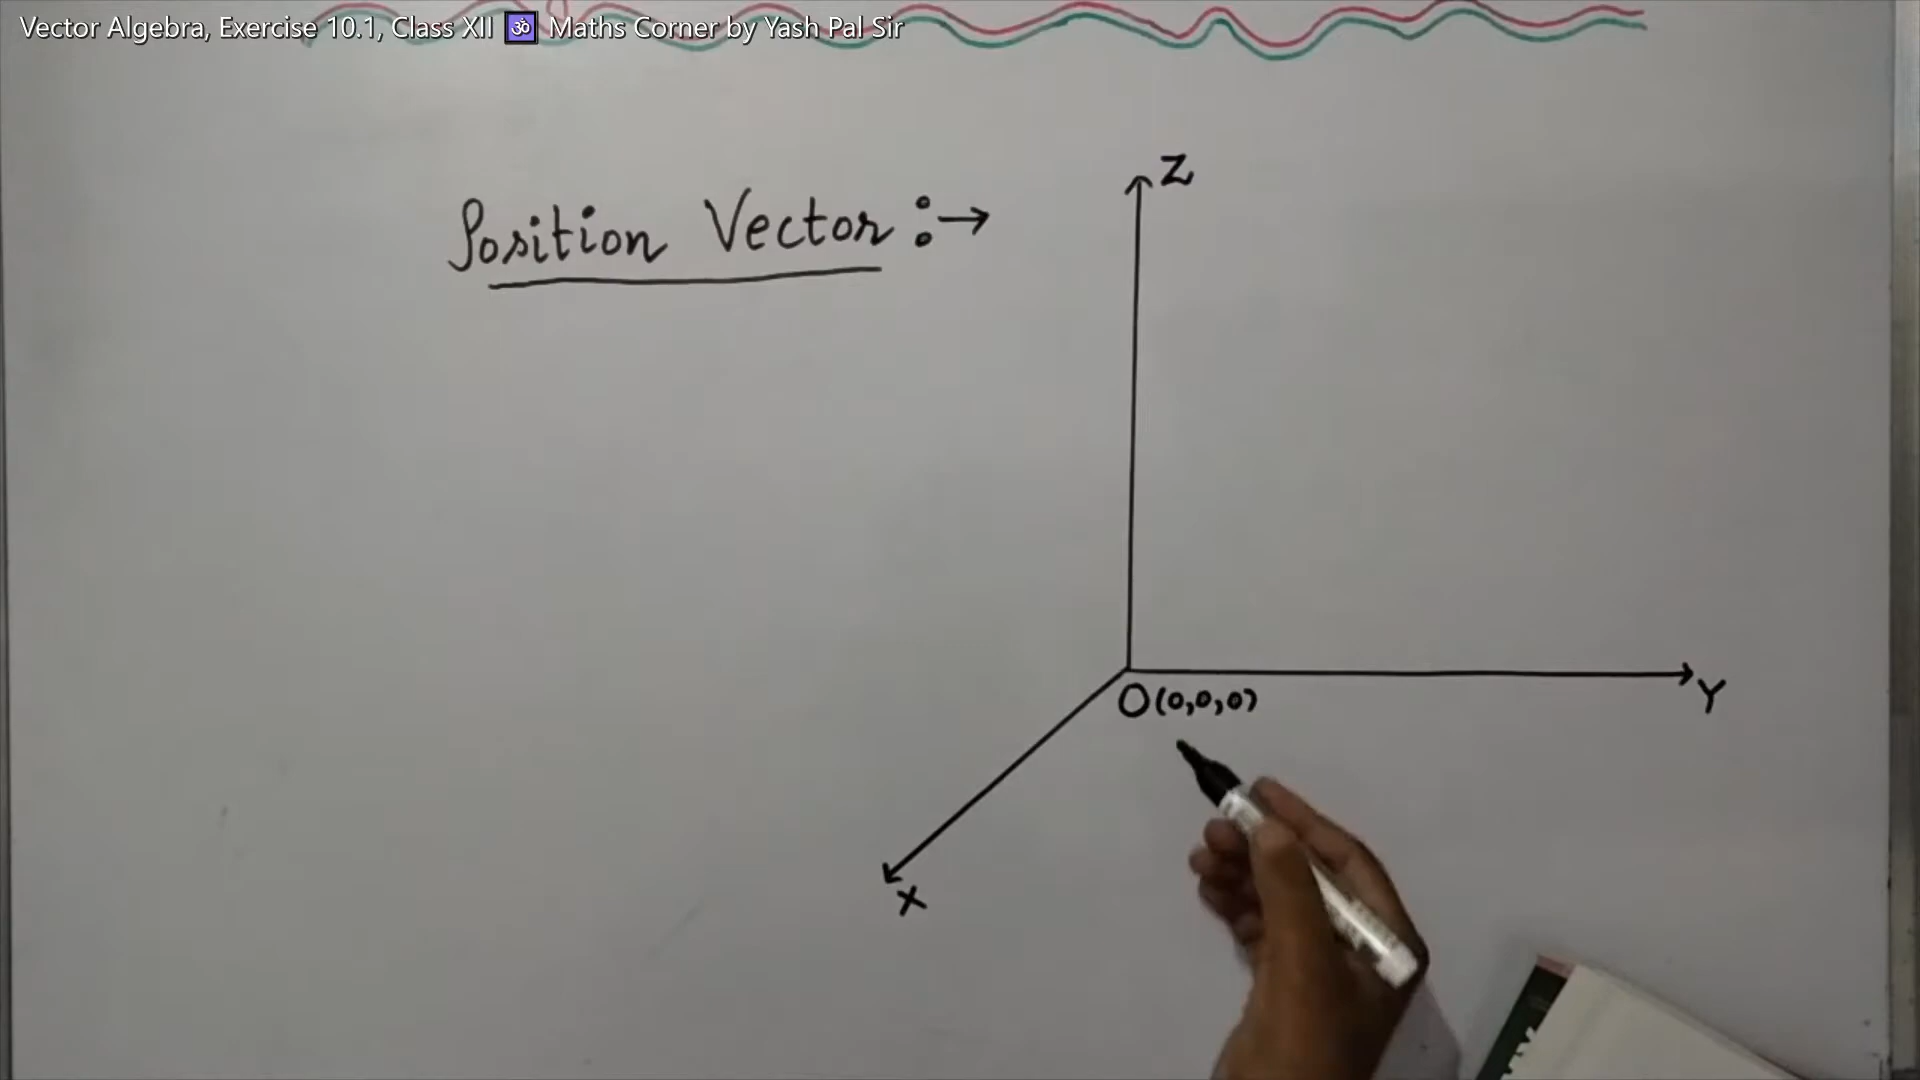 Vector Algebra, Exercise 10.1, Class XII 🕉 Maths Corner by Yash Pal Sir
Z
Position Vector :→
O(0,0,0)
Y
X